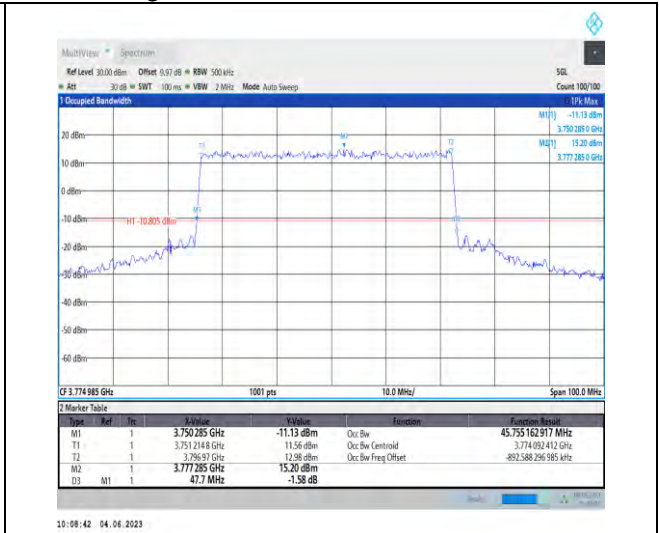 MultiView Spectrum
Ref Level 30.00 dBm Offset 9.97 dB RBW 500 kHz SGL
Att 30 dB SWT 100 ms VBW 2 MHz Mode Auto Sweep Count 100/100
1 Occupied Bandwidth 1Pk Max
M1[1] -11.13 dBm
3.750 285 0 GHz
M2[1] 15.20 dBm
3.777 285 0 GHz
20 dBm
10 dBm
0 dBm
-10 dBm
H1 -10.805 dBm
-20 dBm
-30 dBm
-40 dBm
-50 dBm
-60 dBm
T1
M2
T2
CF 3.774 985 GHz 1001 pts 10.0 MHz/ Span 100.0 MHz
2 Marker Table
Type Ref Trc X-Value Y-Value Function Function Result
M1 1 3.750 285 GHz -11.13 dBm Occ Bw 45.755 162 917 MHz
T1 1 3.751 214 8 GHz 11.56 dBm Occ Bw Centroid 3.774 092 412 GHz
T2 1 3.796 97 GHz 12.98 dBm Occ Bw Freq Offset -892.588 296 985 kHz
M2 1 3.777 285 GHz 15.20 dBm
D3 M1 1 47.7 MHz -1.58 dB
10:08:42 04.06.2023